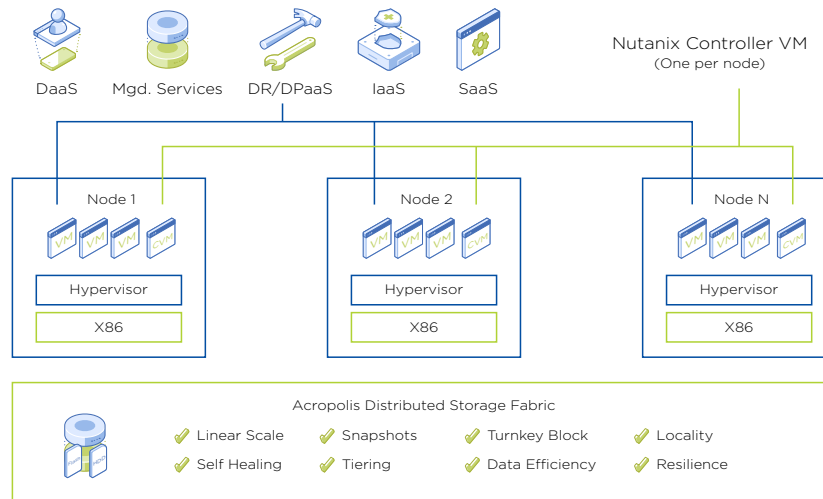 DaaS
Mgd. Services
DR/DPaaS
IaaS
SaaS
Nutanix Controller VM
(One per node)
Node 1
VM VM VM CVM
Hypervisor
X86
Node 2
VM VM VM CVM
Hypervisor
X86
Node N
VM VM VM CVM
Hypervisor
X86
Acropolis Distributed Storage Fabric
Linear Scale
Snapshots
Turnkey Block
Locality
Self Healing
Tiering
Data Efficiency
Resilience
Flash
HDD